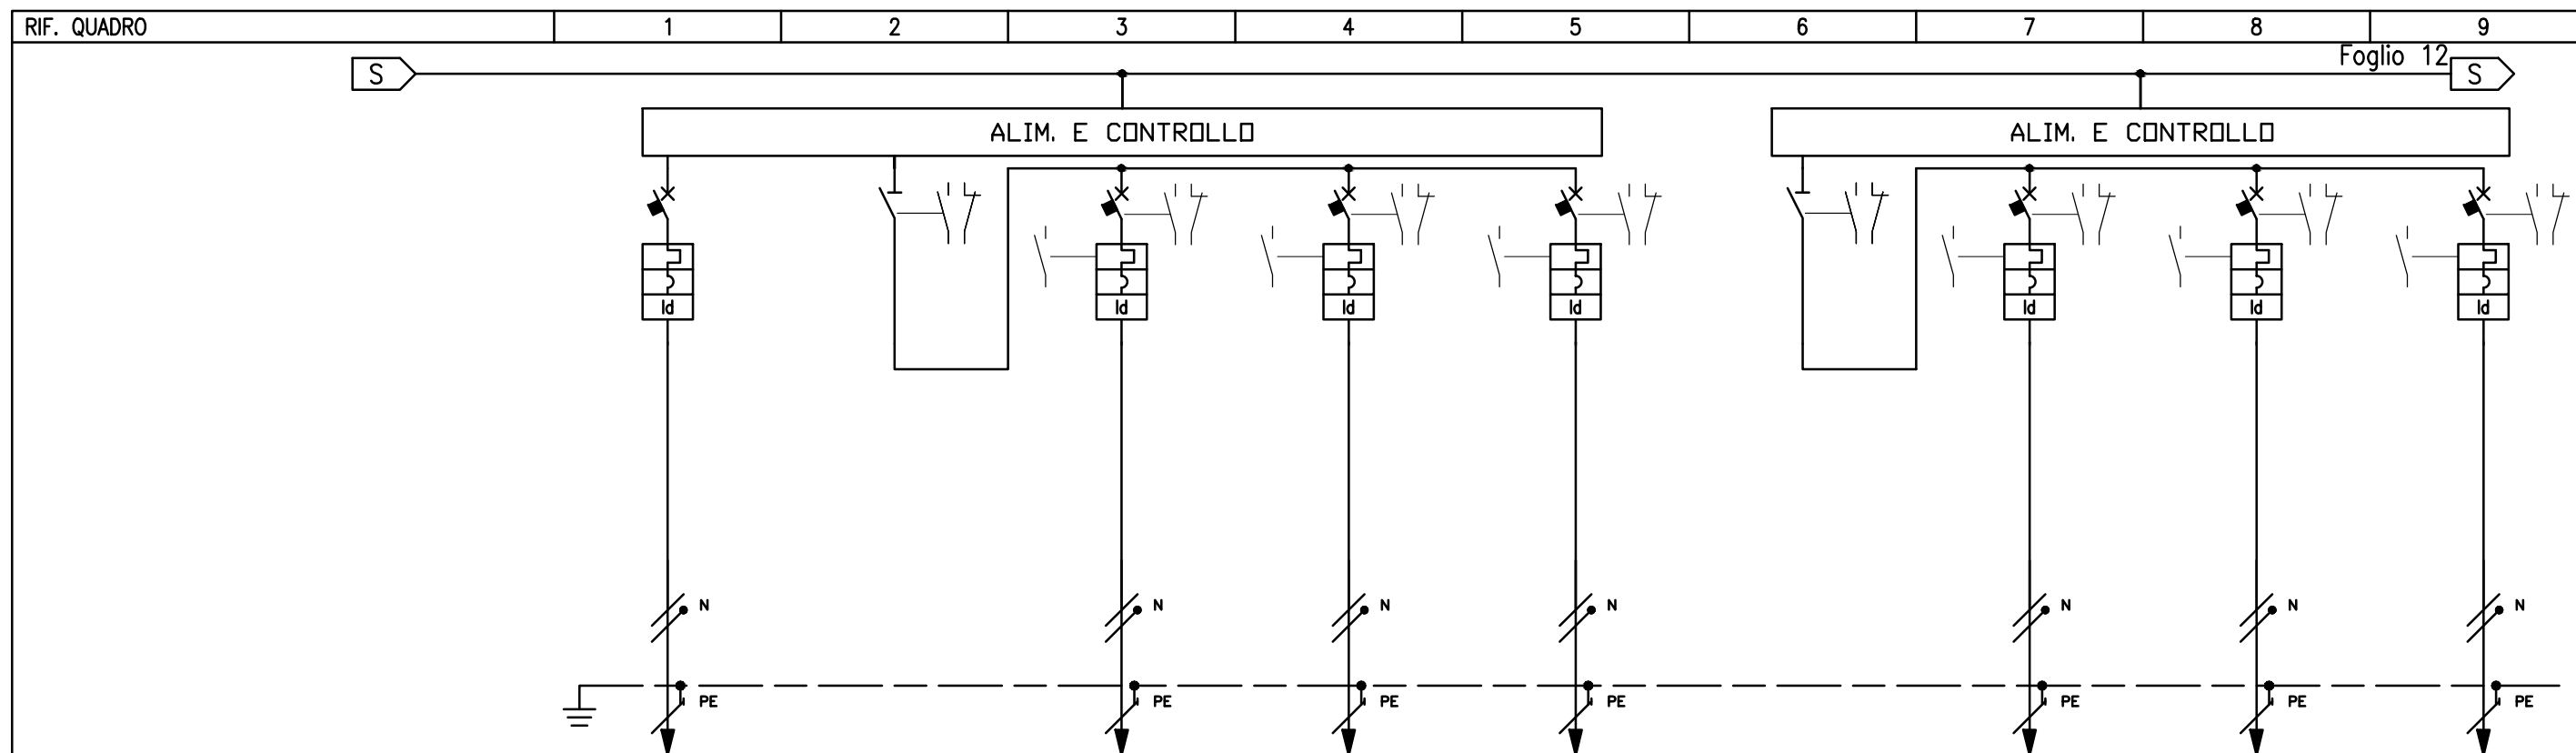 RIF. QUADRO 1 2 3 4 5 6 7 8 9
Foglio 12
S S
ALIM. E CONTROLLO ALIM. E CONTROLLO
Id Id Id Id Id Id Id
N N N N N N N
PE PE PE PE PE PE PE